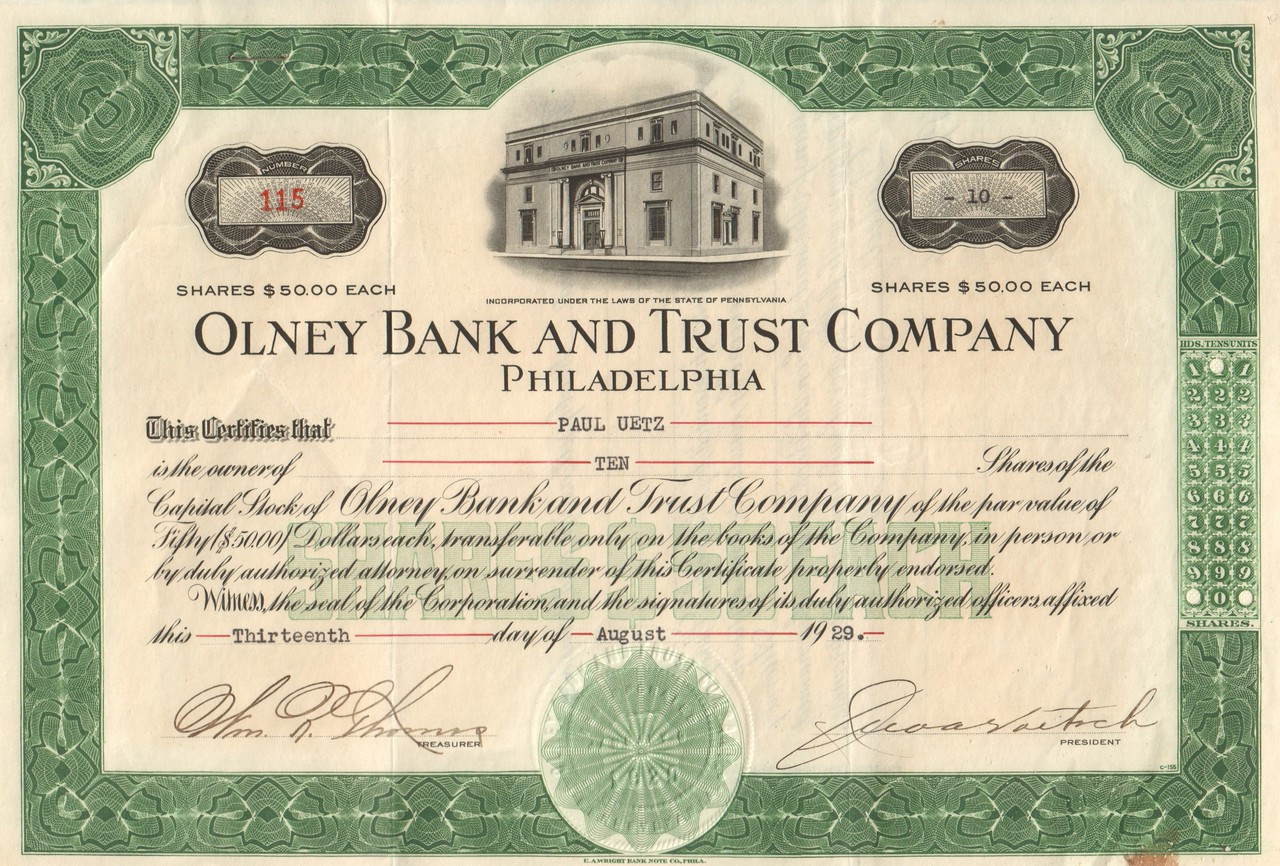 NUMBER
115
SHARES
- 10 -
OLNEY BANK AND TRUST COMPANY
SHARES $50.00 EACH
SHARES $50.00 EACH
INCORPORATED UNDER THE LAWS OF THE STATE OF PENNSYLVANIA
OLNEY BANK AND TRUST COMPANY
PHILADELPHIA
This Certifies that PAUL UETZ
is the owner of TEN Shares of the
Capital Stock of Olney Bank and Trust Company of the par value of
Fifty ($50.00) Dollars each, transferable only on the books of the Company, in person or
by duly authorized attorney, on surrender of this Certificate properly endorsed.
Witness, the seal of the Corporation, and the signatures of its duly authorized officers, affixed
this Thirteenth day of August 1929.
SHARES $50 EACH
Wm. R. Thomas
TREASURER
PRESIDENT
C-155
HDS. TENS UNITS
1 1
2 2 2
3 3 3
4 4 4
5 5 5
6 6 6
7 7 7
8 8 8
9 9 9
0
SHARES.
E.A. WRIGHT BANK NOTE CO., PHILA.